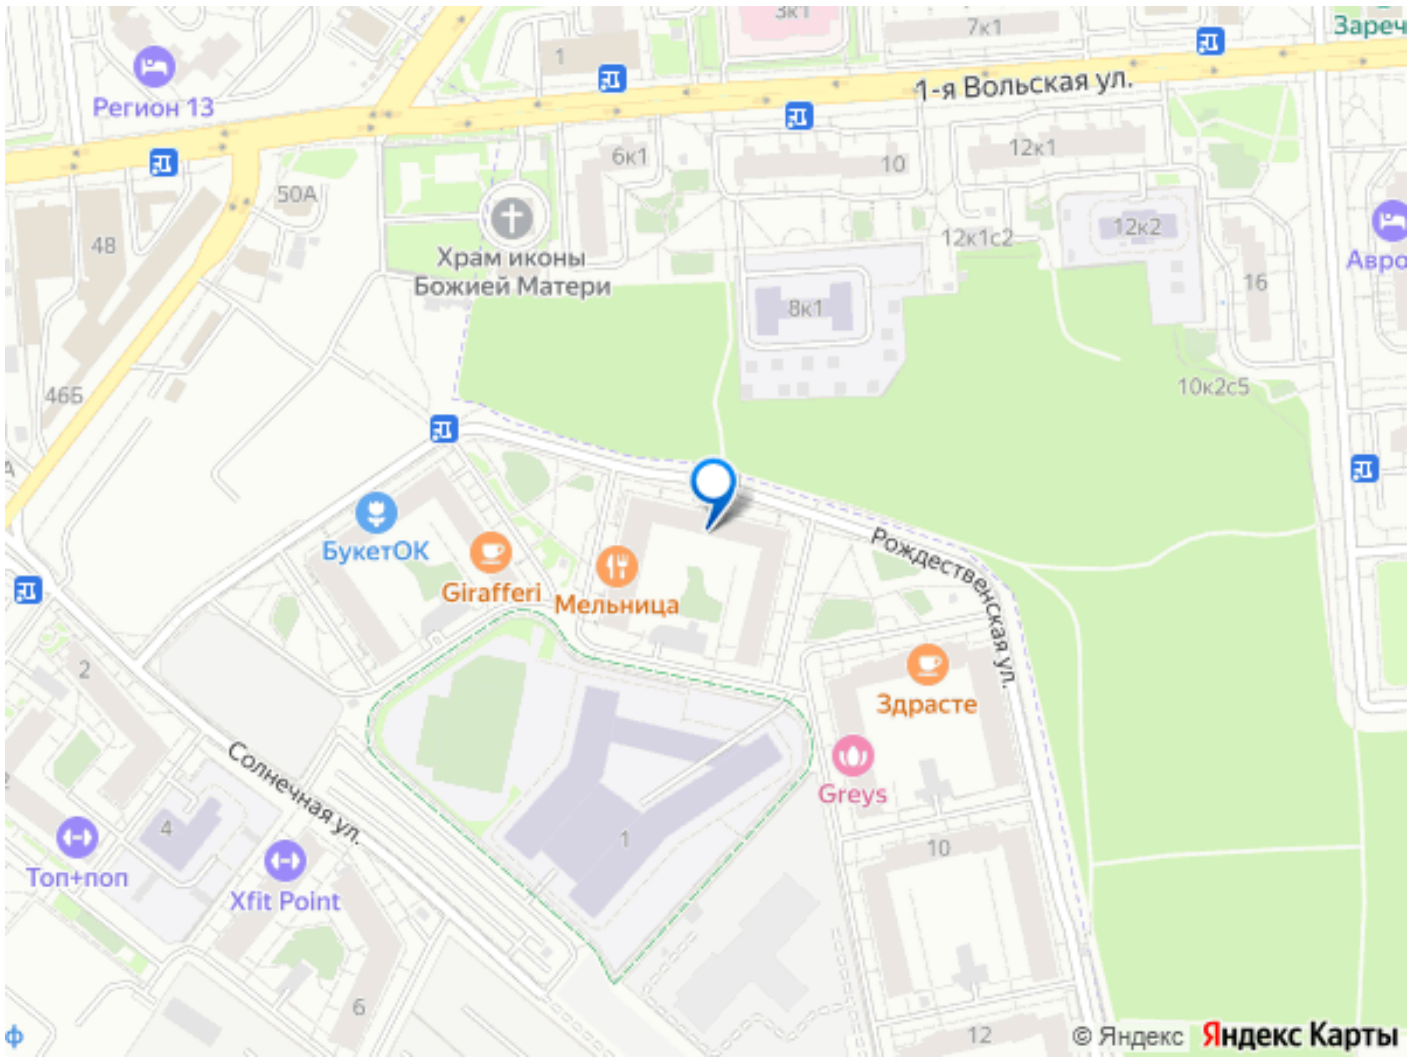 3к1
7к1
Зареч
1
1-я Вольская ул.
Регион 13
6к1
10
12к1
50А
48
12к2
12к1с2
Храм иконы
Божией Матери
Авро
16
8к1
46Б
10к2с5
А
БукетОК
Рождественская ул.
Girafferi
Мельница
2
Здрасте
Солнечная ул.
Greys
4
1
10
Топ+поп
Xfit Point
6
12
ф
© Яндекс Яндекс Карты